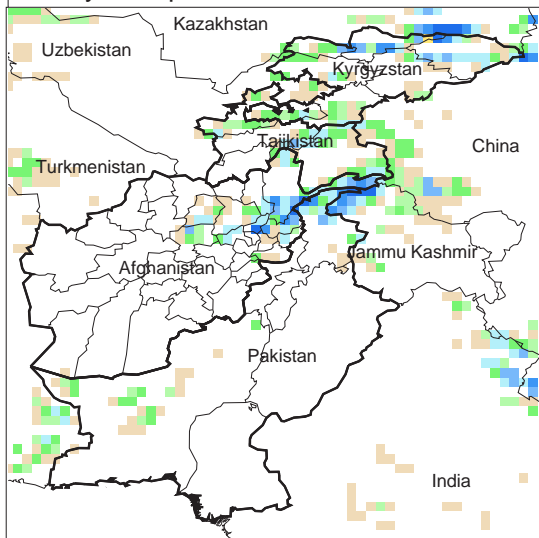 Kazakhstan
Uzbekistan
Kyrgyzstan
Tajikistan
China
Turkmenistan
Jammu Kashmir
Afghanistan
Pakistan
India